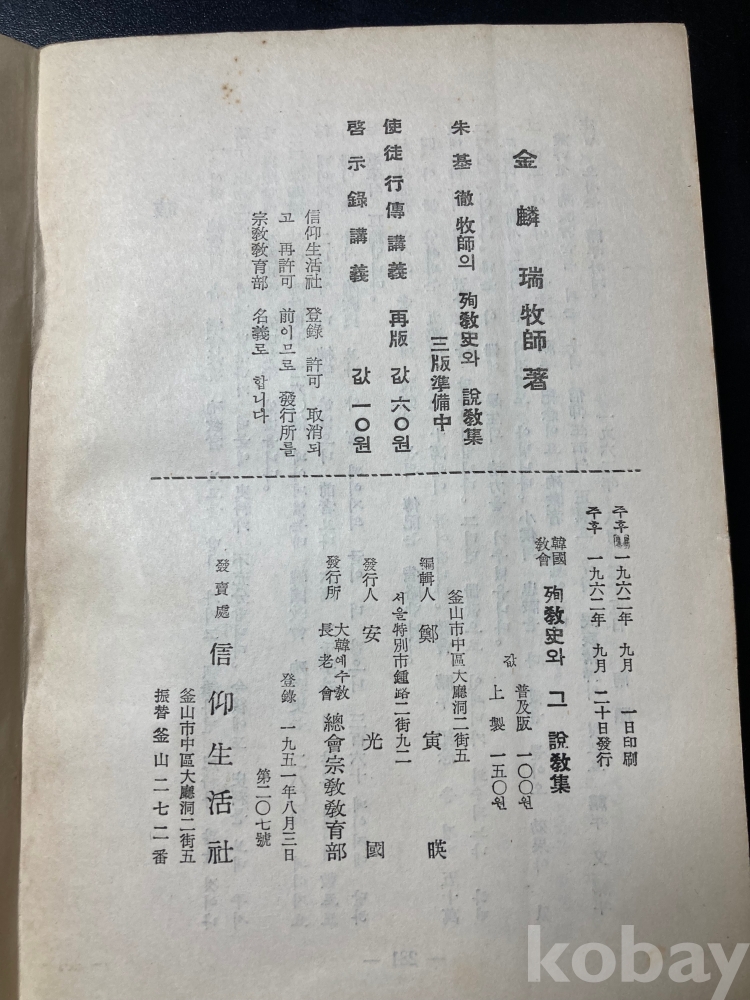 金麟瑞牧師著
朱基徹牧師의 殉敎史와 說敎集
三版準備中
使徒行傳講義 再版 값 六〇원
啓示錄講義 값 一〇원
信仰生活社 登錄 許可 取消되
고 再許可 前이므로 發行所를
宗敎敎育部 名義로 합니다
주후 一九六二年 九月 一日印刷
주후 一九六二年 九月 二十日發行
韓國敎會 殉敎史와 그 說敎集
값 普及版 一〇〇원
上製 一五〇원
釜山市中區大廳洞二街五
編輯人 鄭寅暎
서울特別市鍾路二街九一
發行人 安光國
發行所 大韓예수敎長老會 總會宗敎敎育部
登錄 一九五一年八月三日
第二〇七號
發賣處 信仰生活社
釜山市中區大廳洞二街五
振替釜山二七二番
— 221 —
kobay